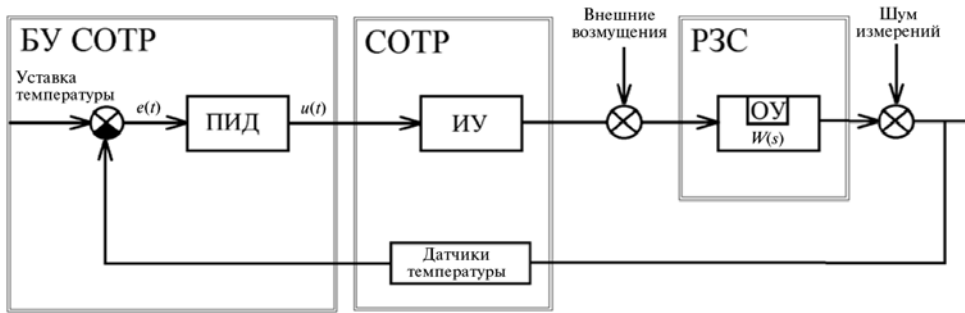 БУ СОТР
СОТР
Внешние
возмущения
РЗС
Шум
измерений
Уставка
температуры
e(t)
ПИД
u(t)
ИУ
ОУ
W(s)
Датчики
температуры